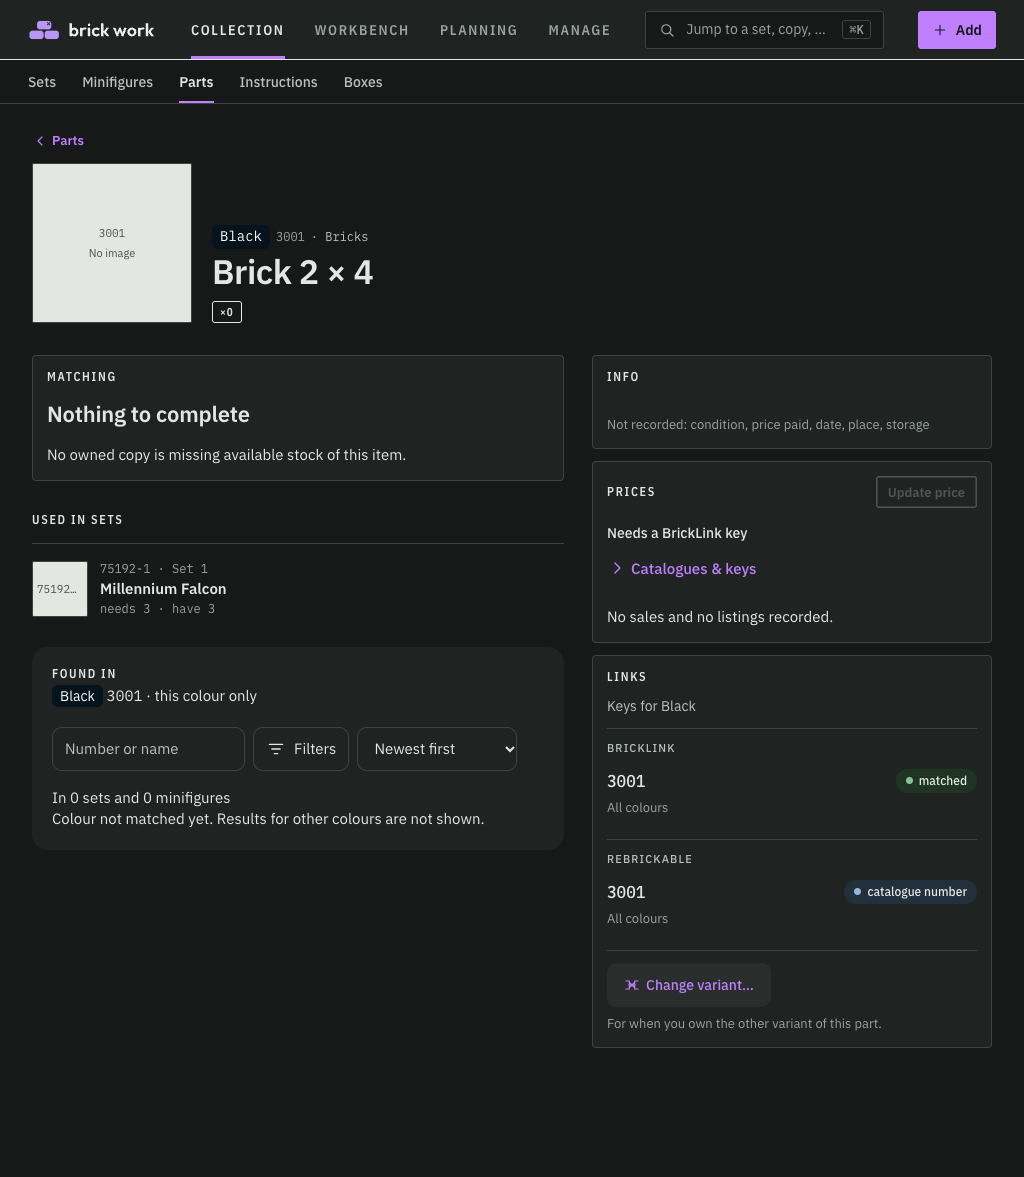 brick work
COLLECTION
WORKBENCH
PLANNING
MANAGE
Jump to a set, copy, ...
⌘K
+ Add
Sets
Minifigures
Parts
Instructions
Boxes
Parts
3001
No image
Black 3001 · Bricks
Brick 2 × 4
×0
MATCHING
Nothing to complete
No owned copy is missing available stock of this item.
USED IN SETS
75192…
75192-1 · Set 1
Millennium Falcon
needs 3 · have 3
FOUND IN
Black 3001 · this colour only
Number or name
Filters
Newest first
In 0 sets and 0 minifigures
Colour not matched yet. Results for other colours are not shown.
INFO
Not recorded: condition, price paid, date, place, storage
PRICES
Update price
Needs a BrickLink key
Catalogues & keys
No sales and no listings recorded.
LINKS
Keys for Black
BRICKLINK
3001
matched
All colours
REBRICKABLE
3001
catalogue number
All colours
Change variant…
For when you own the other variant of this part.